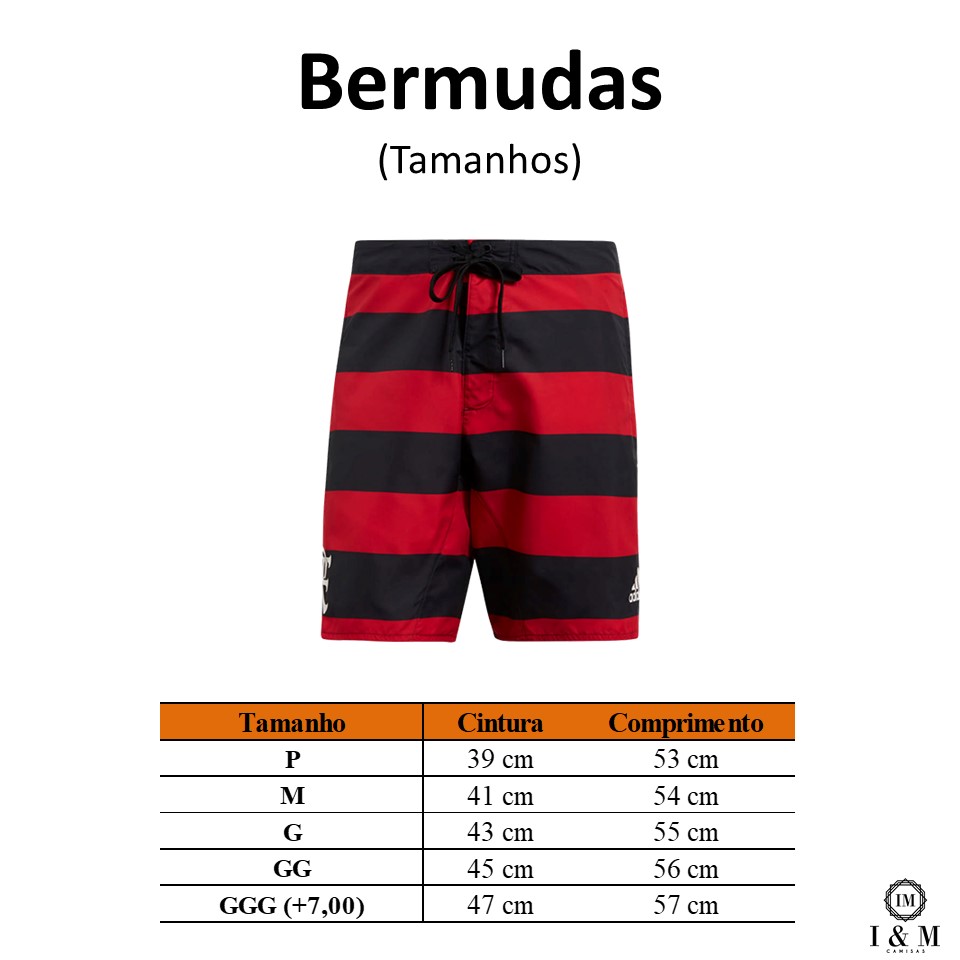 Bermudas
(Tamanhos)
adidas
Tamanho Cintura Comprimento
P 39 cm 53 cm
M 41 cm 54 cm
G 43 cm 55 cm
GG 45 cm 56 cm
GGG (+7,00) 47 cm 57 cm
IM
I & M
CAMISAS